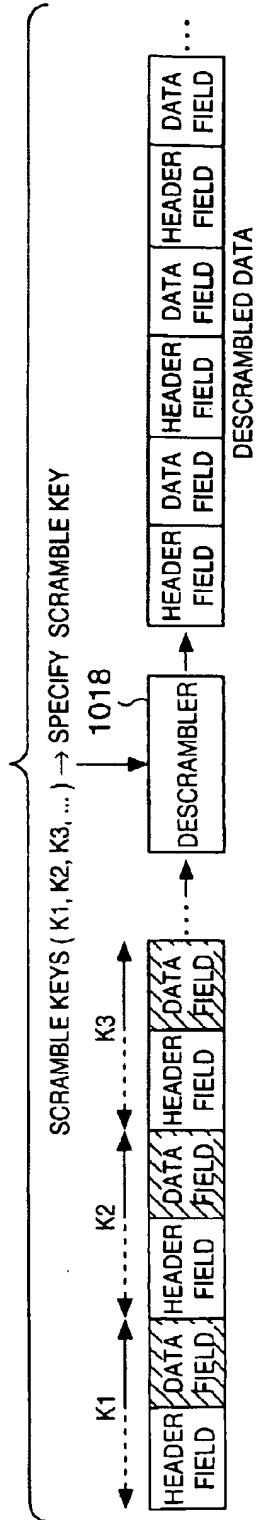 SCRAMBLE KEYS ( K1, K2, K3, ... ) → SPECIFY SCRAMBLE KEY
K1
K2
K3
1018
HEADER FIELD
DATA FIELD
HEADER FIELD
DATA FIELD
HEADER FIELD
DATA FIELD
....
DESCRAMBLER
HEADER FIELD
DATA FIELD
HEADER FIELD
DATA FIELD
HEADER FIELD
DATA FIELD
...
DESCRAMBLED DATA